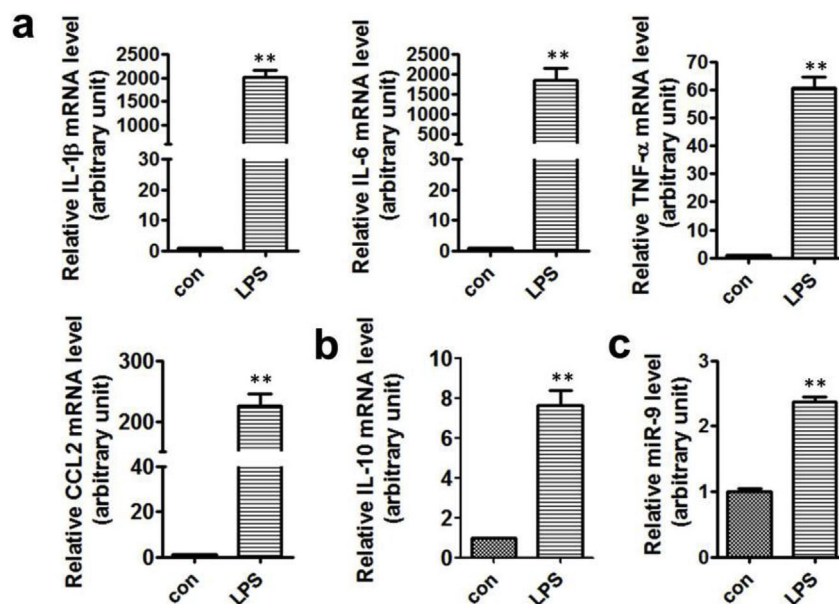 a
Relative IL-1β mRNA level
(arbitrary unit)
2500
2000
1500
1000
30
20
10
0
**
con
LPS
Relative IL-6 mRNA level
(arbitrary unit)
2500
2000
1500
1000
500
30
20
10
0
**
con
LPS
Relative TNF-α mRNA level
(arbitrary unit)
70
60
50
40
30
20
10
0
**
con
LPS
Relative CCL2 mRNA level
(arbitrary unit)
300
200
40
20
0
**
con
LPS
b
Relative IL-10 mRNA level
(arbitrary unit)
10
8
6
4
2
0
**
con
LPS
c
Relative miR-9 level
(arbitrary unit)
3
2
1
0
**
con
LPS